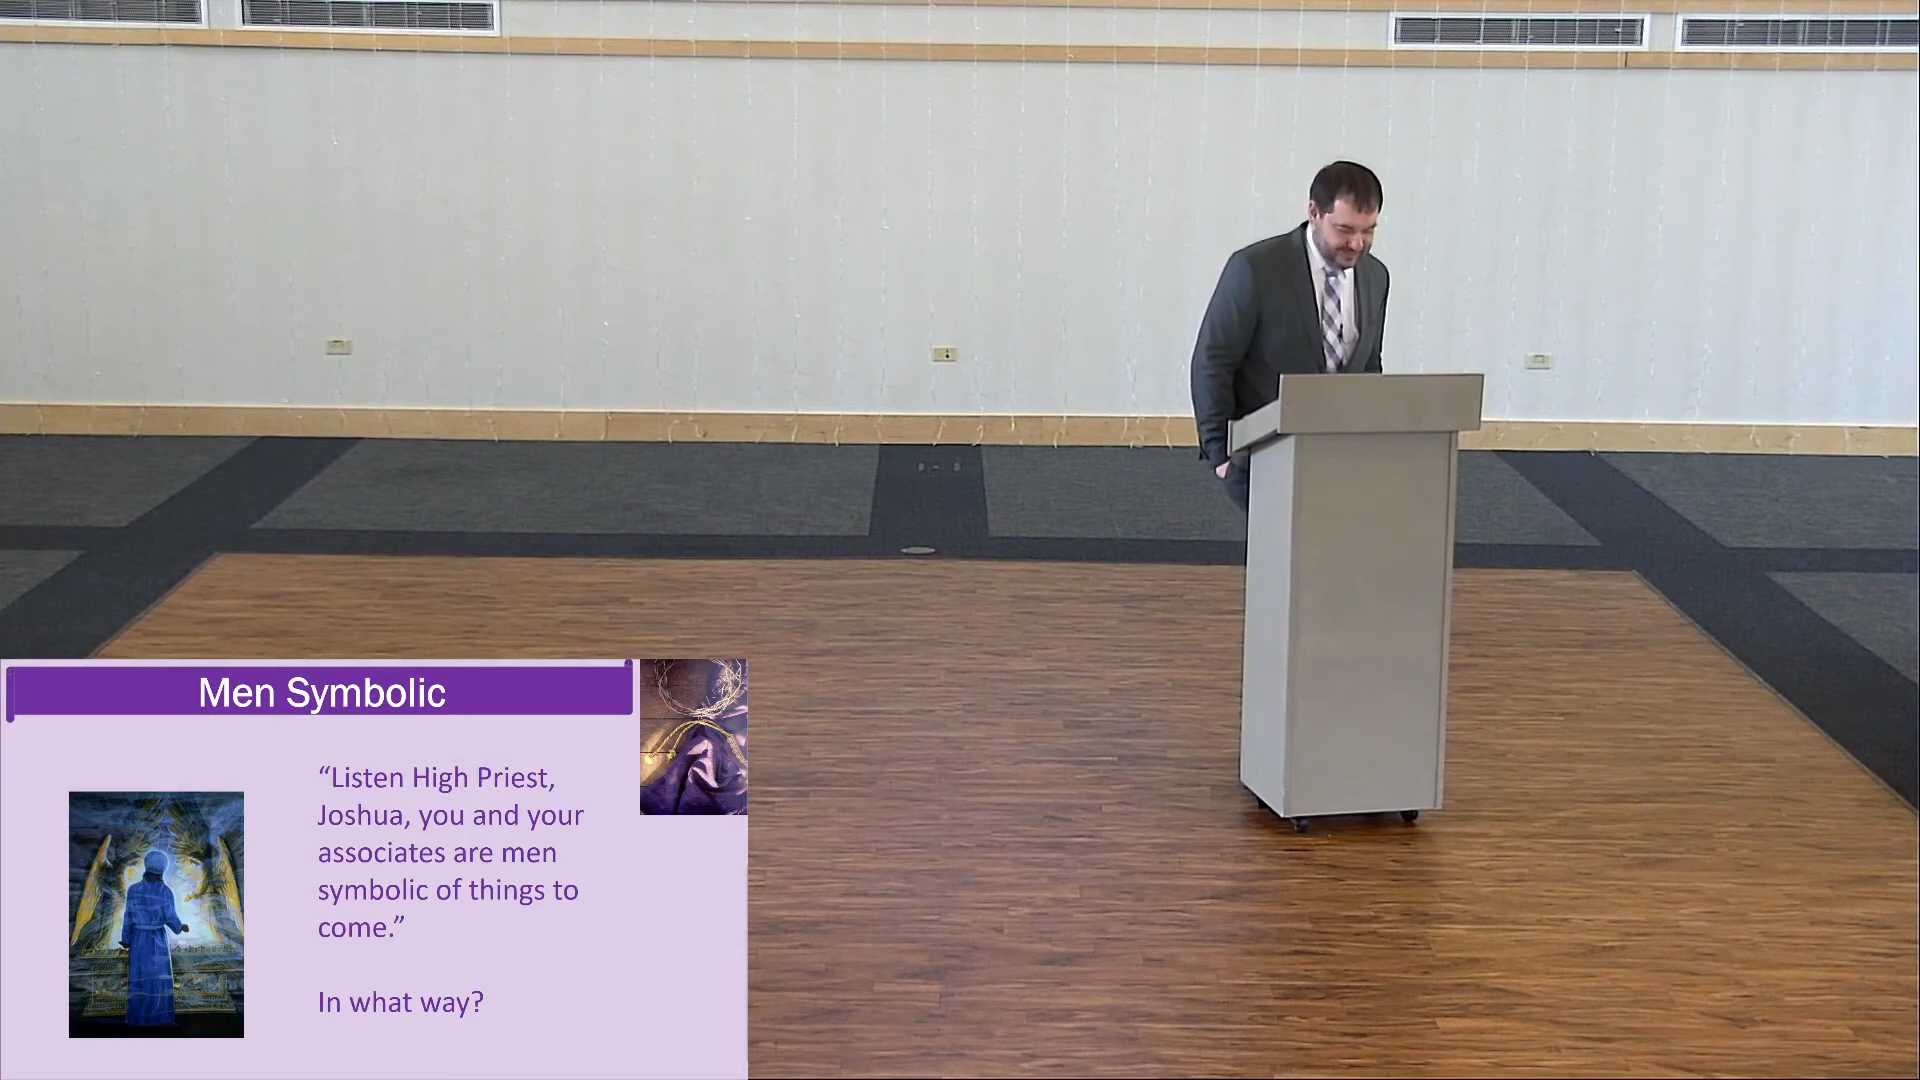 Men Symbolic
“Listen High Priest,
Joshua, you and your
associates are men
symbolic of things to
come.”
In what way?